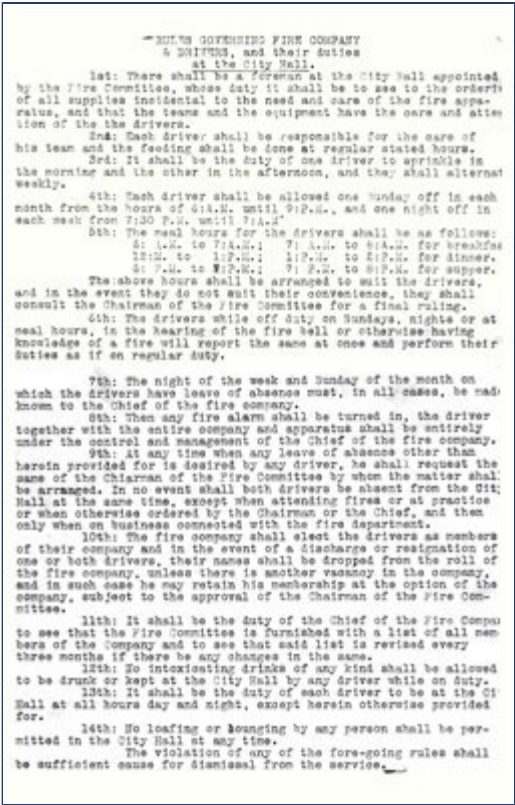 RULES GOVERNING FIRE COMPANY
& DRIVERS, and their duties
at the City Hall.
1st: There shall be a foreman at the City Hall appointed
by the Fire Committee, whose duty it shall be to see to the
of all supplies incidental to the need and care of the fire appa-
ratus, and that the teams and the equipment have the care and
tion of the the drivers.
2nd: Each driver shall be responsible for the care of
his team and the feeding shall be done at regular stated hours.
3rd: It shall be the duty of one driver to sprinkle in
the morning and the other in the afternoon, and they shall
weekly.
4th: Each driver shall be allowed one Sunday off in each
month from the hours of 6:A.M. until 9:P.M., and one night off in
each week from 7:30 P.M. until 7:A.M
5th: The meal hours for the drivers shall be as follows:
6: A.M. to 7:A.M.; 7: A.M. to 8:A.M. for
12:M. to 1:P.M.; 1:P.M. to 2:P.M. for dinner.
6: P.M. to 7:P.M.; 7: P.M. to 8:P.M. for supper.
The above hours shall be arranged to suit the drivers,
and in the event they do not suit their convenience, they shall
consult the Chairman of the Fire Committee for a final ruling.
6th: The drivers while off duty on Sundays, nights or at
meal hours, in the hearing of the fire bell or otherwise having
knowledge of a fire will report the same at once and perform their
duties as if on regular duty.
7th: The night of the week and Sunday of the month on
which the drivers have leave of absence must, in all cases, be
known to the Chief of the fire company.
8th: Then any fire alarm shall be turned in, the driver
together with the entire company and apparatus shall be entirely
under the control and management of the Chief of the fire company.
9th: At any time when any leave of absence other than
herein provided for is desired by any driver, he shall request the
same of the Chiarman of the Fire Committee by whom the matter
be arranged. In no event shall both drivers be absent from the
Hall at the same time, except when attending fires or at practice
or when otherwise ordered by the Chairman or the Chief, and then
only when on business connected with the fire department.
10th: The fire company shall elect the drivers as members
of their company and in the event of a discharge or resignation of
one or both drivers, their names shall be dropped from the roll of
the fire company, unless there is another vacancy in the company,
and in such case he may retain his membership at the option of the
company, subject to the approval of the Chairman of the Fire Com-
mittee.
11th: It shall be the duty of the Chief of the Fire
to see that the Fire Committee is furnished with a list of all mem-
bers of the Company and to see that said list is revised every
three months if there be any changes in the same.
12th: No intoxicating drinks of any kind shall be allowed
to be drunk or kept at the City Hall by any driver while on duty.
13th: It shall be the duty of each driver to be at the
Hall at all hours day and night, except herein otherwise provided
for.
14th: No loafing or lounging by any person shall be per-
mitted in the City Hall at any time.
The violation of any of the fore-going rules shall
be sufficient cause for dismissal from the service.